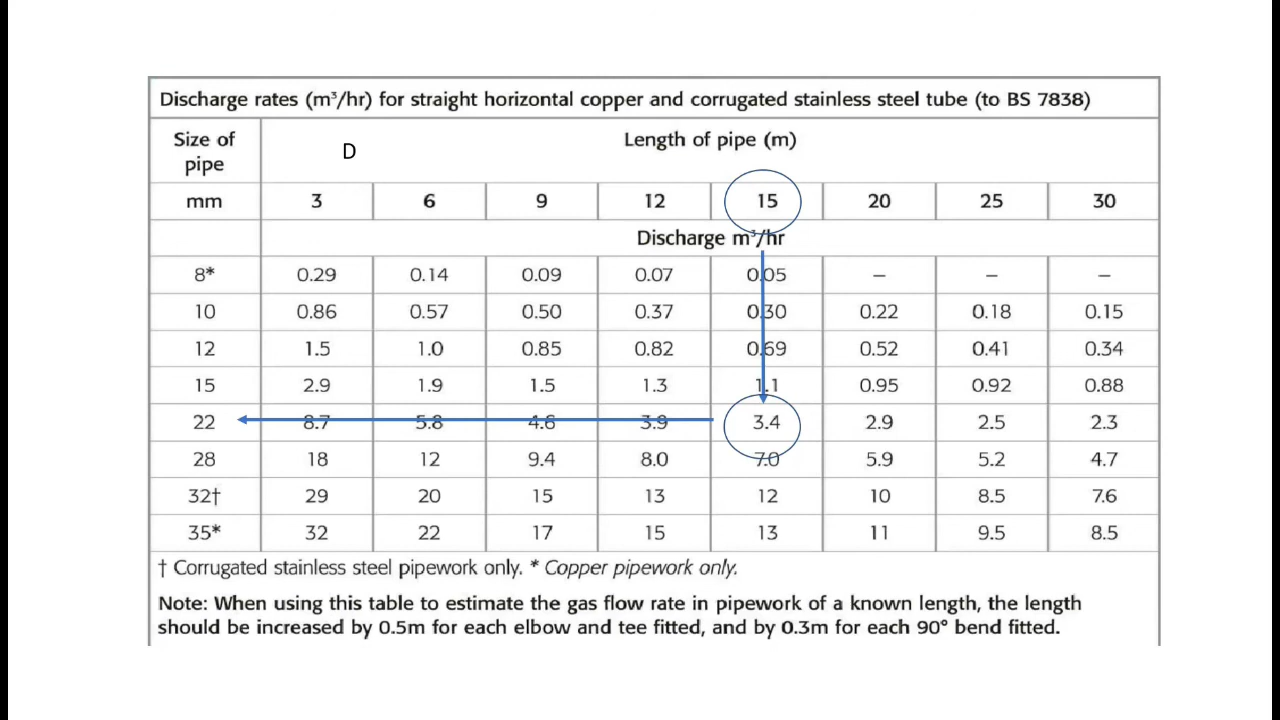 Discharge rates (m³/hr) for straight horizontal copper and corrugated stainless steel tube (to BS 7838)
Size of pipe D Length of pipe (m)
mm 3 6 9 12 15 20 25 30
Discharge m³/hr
8* 0.29 0.14 0.09 0.07 0.05 – – –
10 0.86 0.57 0.50 0.37 0.30 0.22 0.18 0.15
12 1.5 1.0 0.85 0.82 0.69 0.52 0.41 0.34
15 2.9 1.9 1.5 1.3 1.1 0.95 0.92 0.88
22 8.7 5.8 4.6 3.9 3.4 2.9 2.5 2.3
28 18 12 9.4 8.0 7.0 5.9 5.2 4.7
32† 29 20 15 13 12 10 8.5 7.6
35* 32 22 17 15 13 11 9.5 8.5
† Corrugated stainless steel pipework only. * Copper pipework only.
Note: When using this table to estimate the gas flow rate in pipework of a known length, the length
should be increased by 0.5m for each elbow and tee fitted, and by 0.3m for each 90° bend fitted.